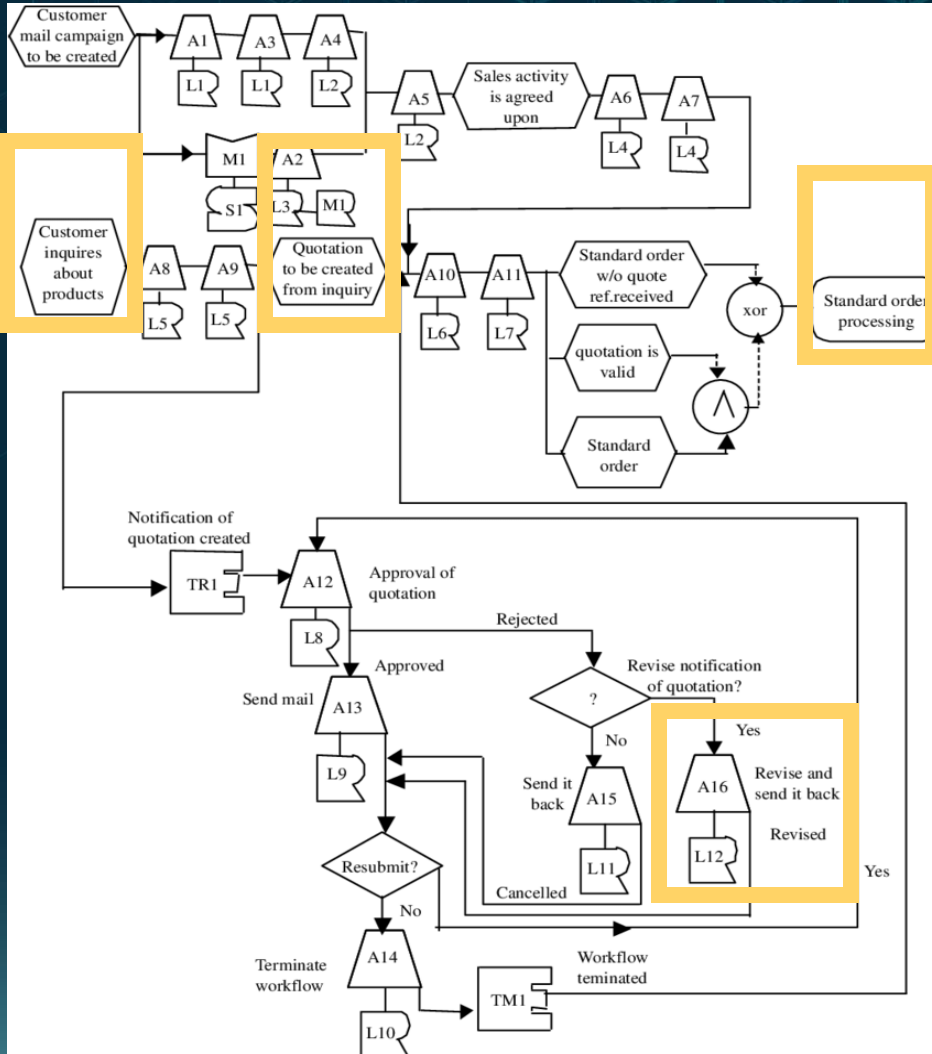 Customer
mail campaign
to be created
A1
A3
A4
L1
L1
L2
A5
L2
Sales activity
is agreed
upon
A6
A7
L4
L4
M1
A2
S1
L3
M1
Customer
inquires
about
products
A8
A9
L5
L5
Quotation
to be created
from inquiry
A10
A11
L6
L7
Standard order
w/o quote
ref.received
quotation is
valid
Standard
order
xor
Λ
Standard order
processing
Notification of
quotation created
TR1
A12
L8
Approval of
quotation
Rejected
Approved
Send mail
A13
L9
?
Revise notification
of quotation?
No
Yes
Send it
back
A15
L11
A16
L12
Revise and
send it back
Revised
Cancelled
Resubmit?
Yes
No
Terminate
workflow
A14
L10
TM1
Workflow
teminated